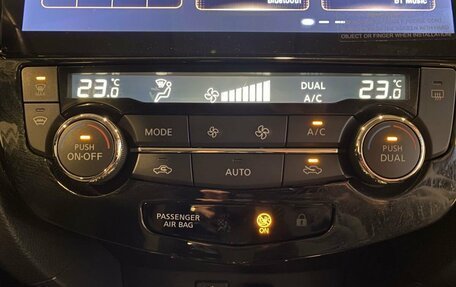 Bluetooth
BT Music
OBJECT OR FINGER WHEN INSTALLATION
23.0 °C
DUAL
A/C
23.0 °C
PUSH
ON·OFF
MODE
A/C
PUSH
DUAL
AUTO
PASSENGER
AIR BAG
ON